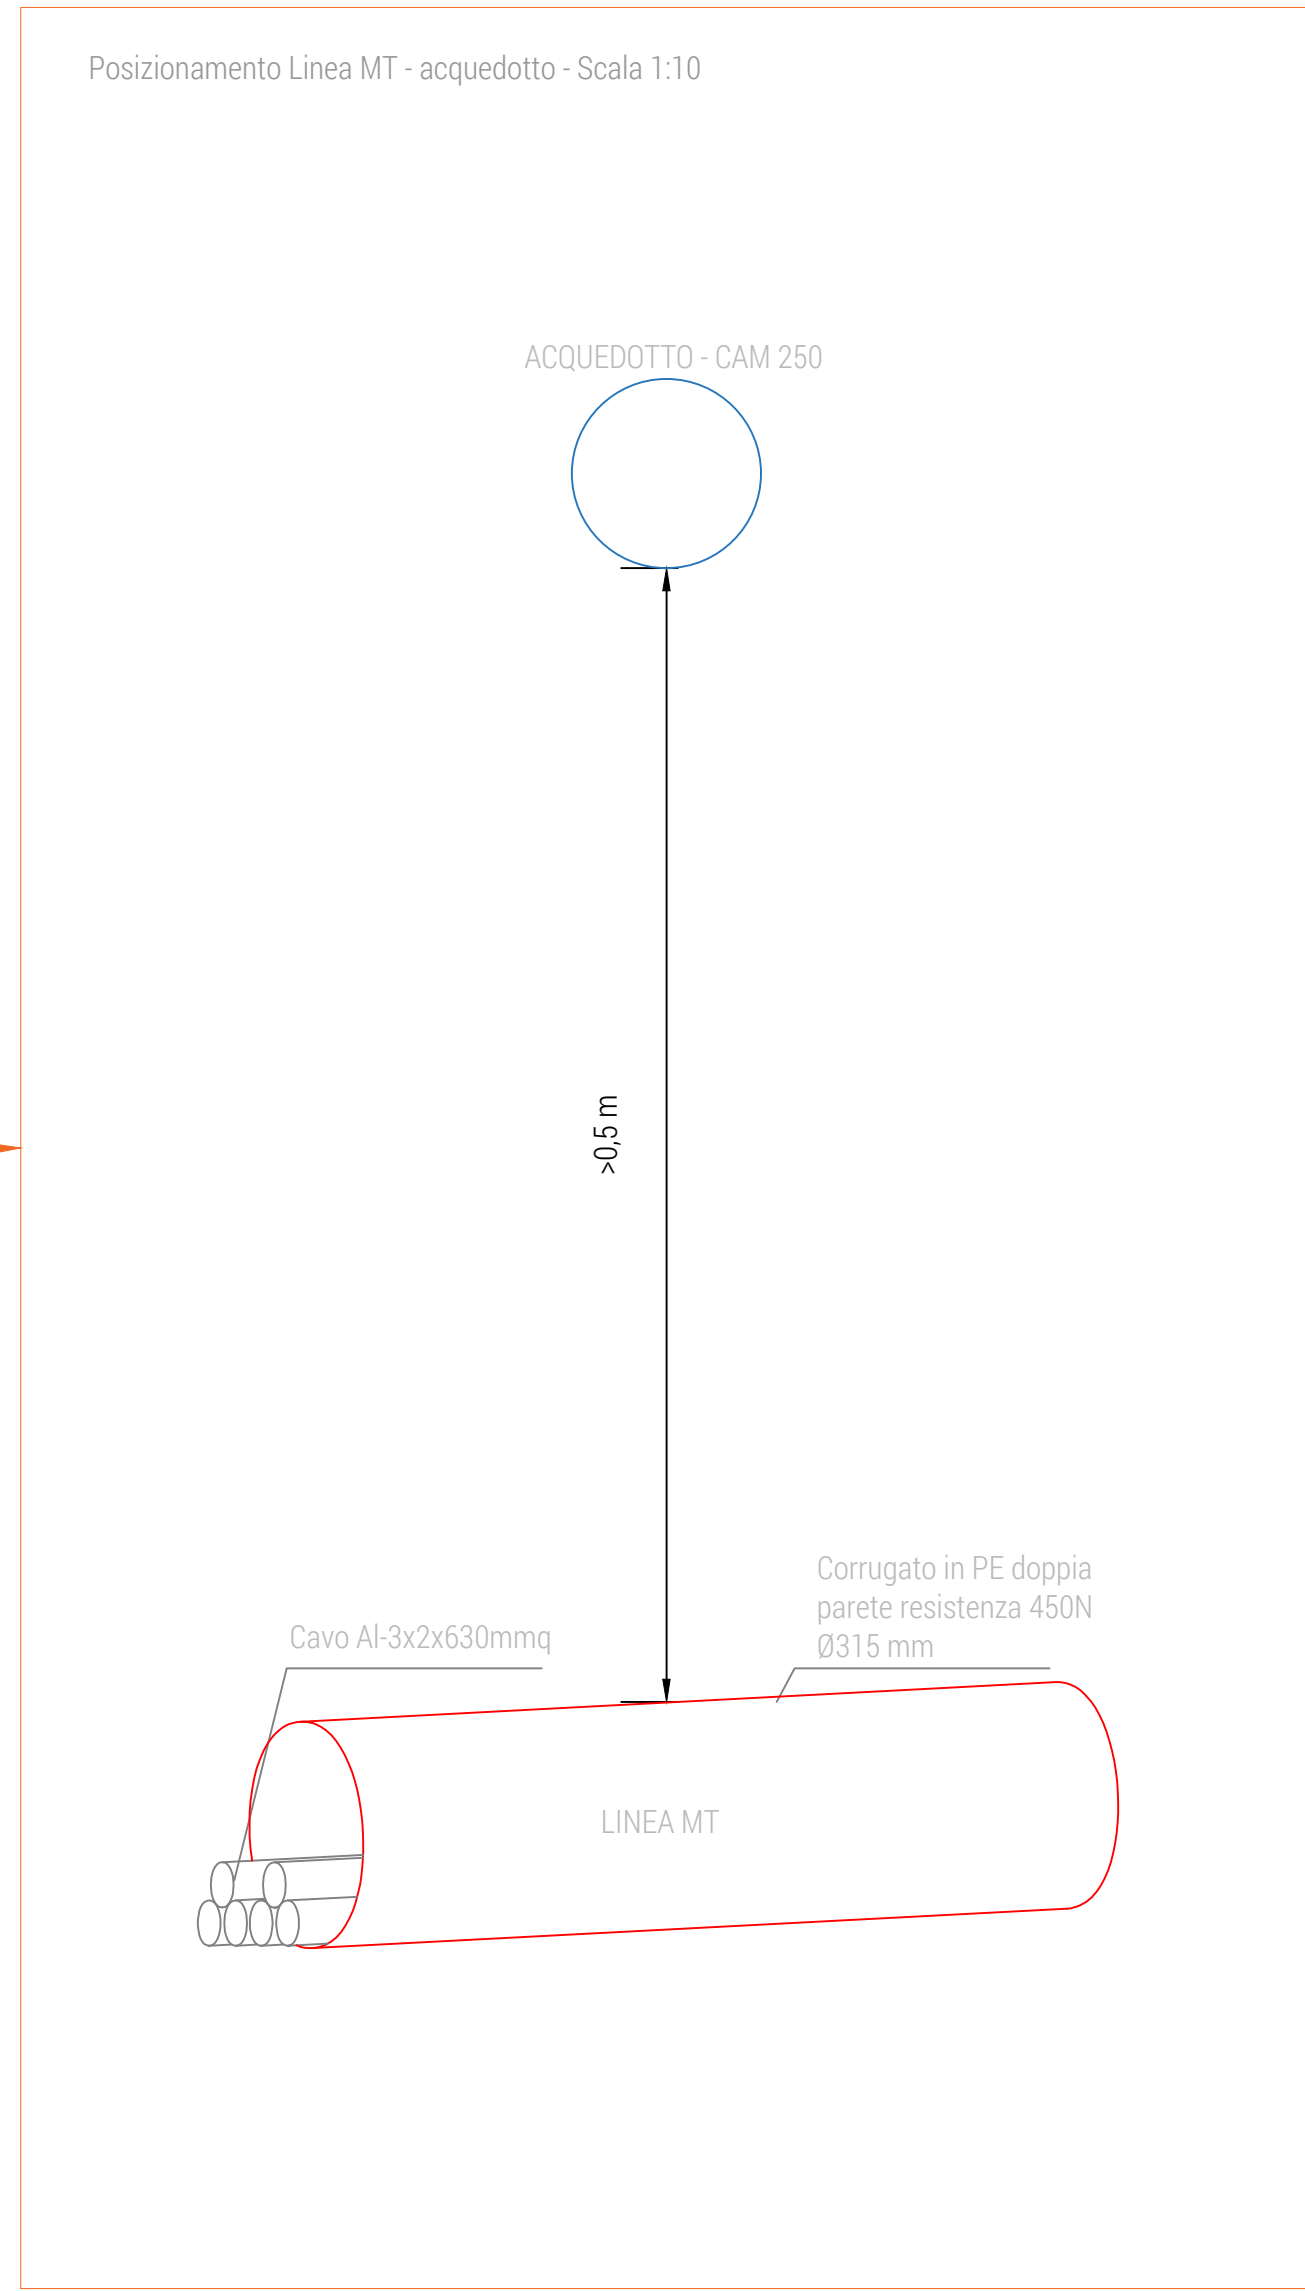 Posizionamento Linea MT - acquedotto - Scala 1:10
ACQUEDOTTO - CAM 250
>0,5 m
Corrugato in PE doppia
parete resistenza 450N
Ø315 mm
Cavo Al-3x2x630mmq
LINEA MT